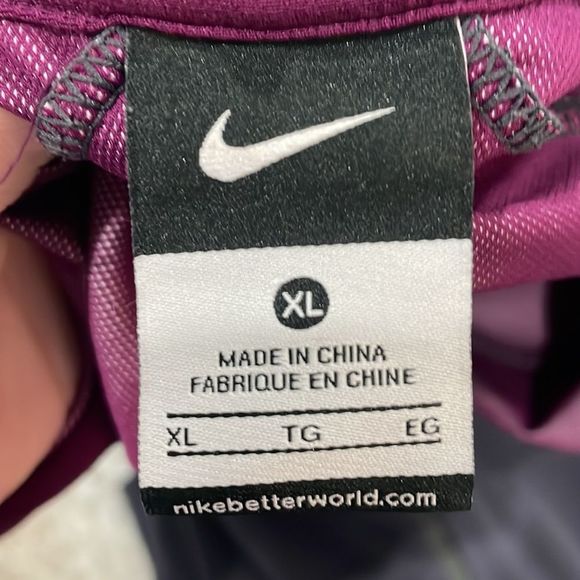 XL
MADE IN CHINA
FABRIQUE EN CHINE
XL TG EG
nikebetterworld.com